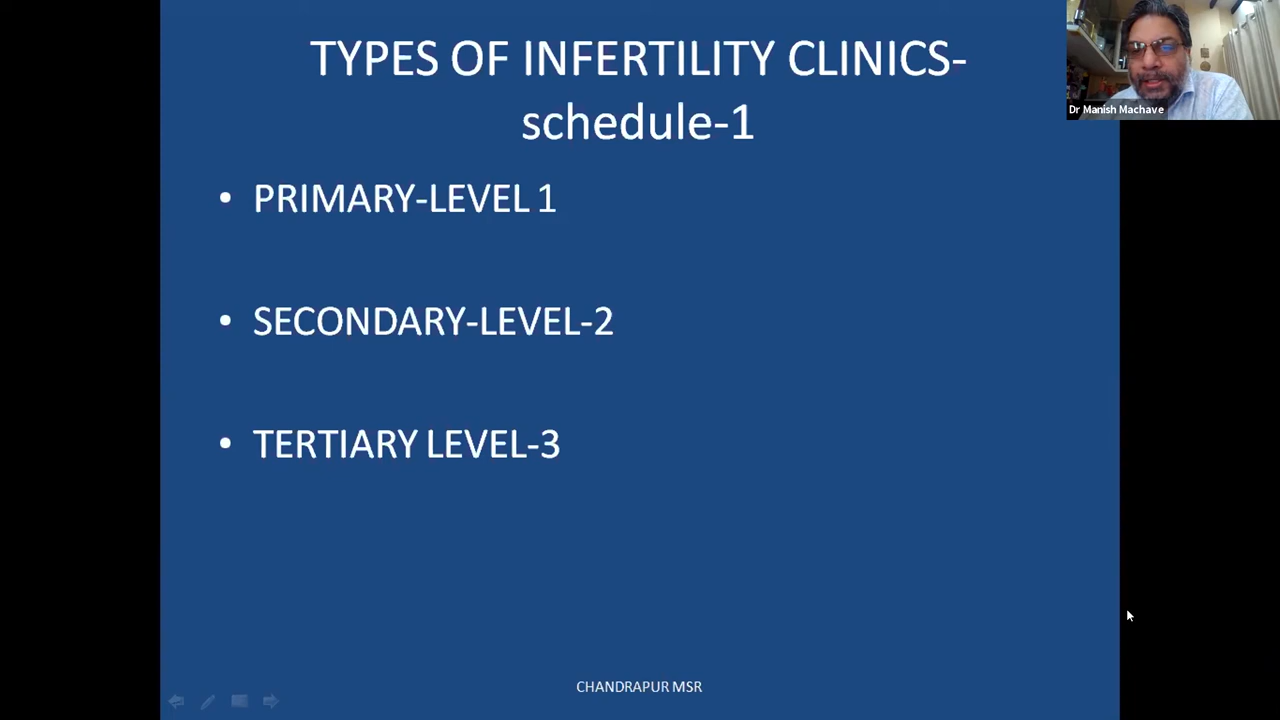 TYPES OF INFERTILITY CLINICS-
schedule-1
Dr Manish Machave
• PRIMARY-LEVEL 1
• SECONDARY-LEVEL-2
• TERTIARY LEVEL-3
CHANDRAPUR MSR